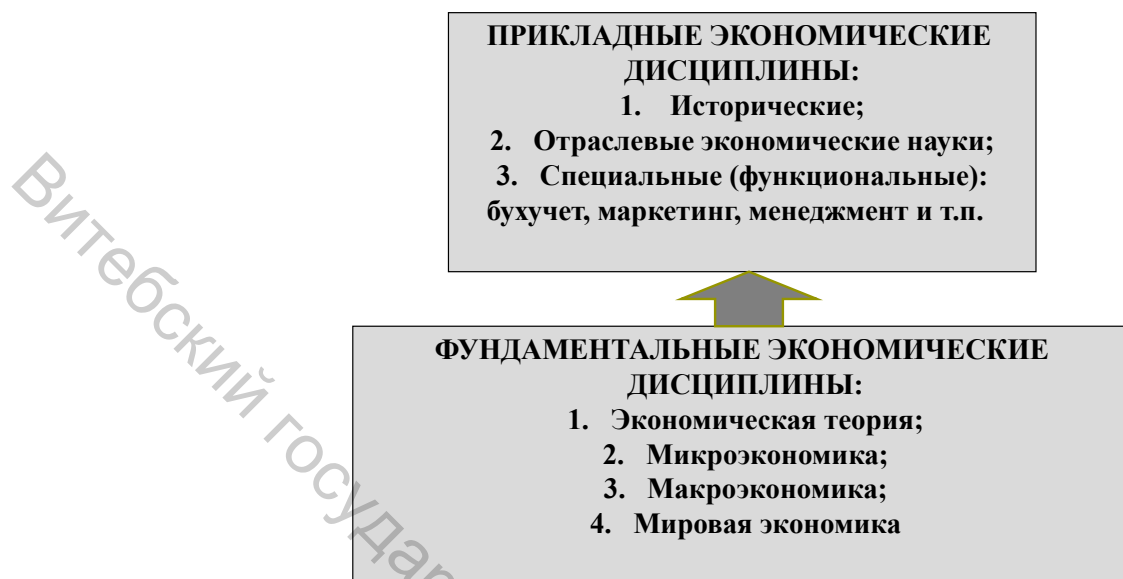 ПРИКЛАДНЫЕ ЭКОНОМИЧЕСКИЕ
ДИСЦИПЛИНЫ:
1. Исторические;
2. Отраслевые экономические науки;
3. Специальные (функциональные):
бухучет, маркетинг, менеджмент и т.п.
ФУНДАМЕНТАЛЬНЫЕ ЭКОНОМИЧЕСКИЕ
ДИСЦИПЛИНЫ:
1. Экономическая теория;
2. Микроэкономика;
3. Макроэкономика;
4. Мировая экономика
Витебский государ